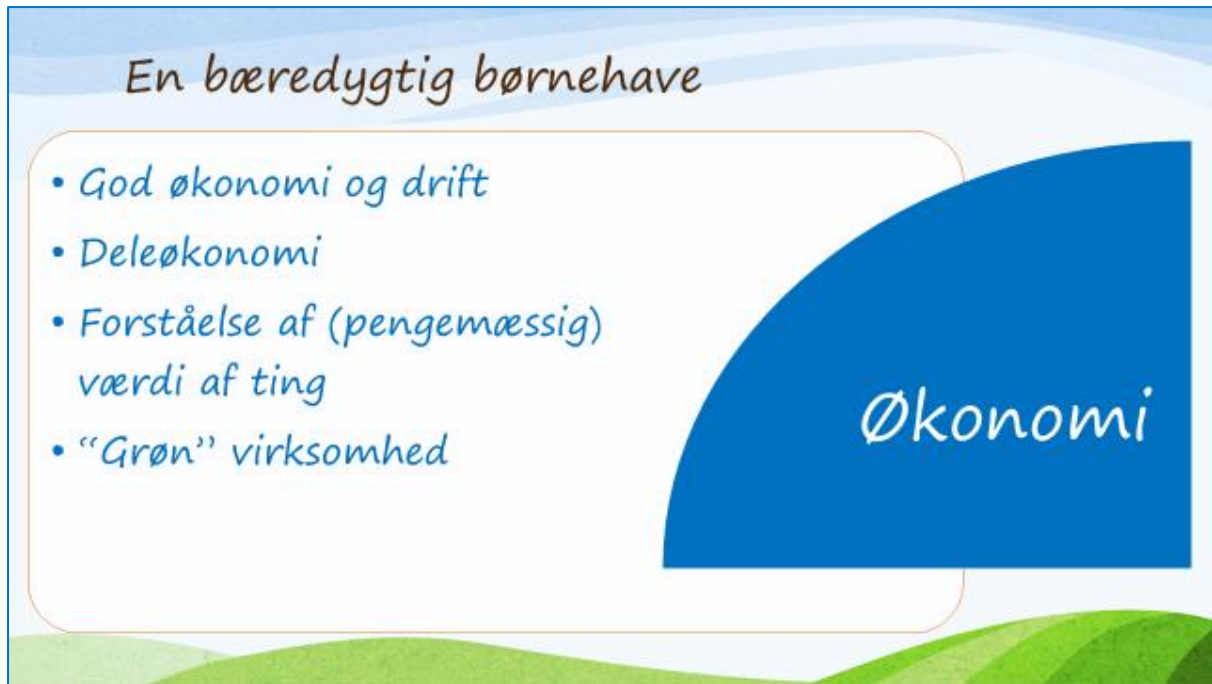 En bæredygtig børnehave
• God økonomi og drift
• Deleøkonomi
• Forståelse af (pengemæssig)
værdi af ting
• “Grøn” virksomhed
Økonomi